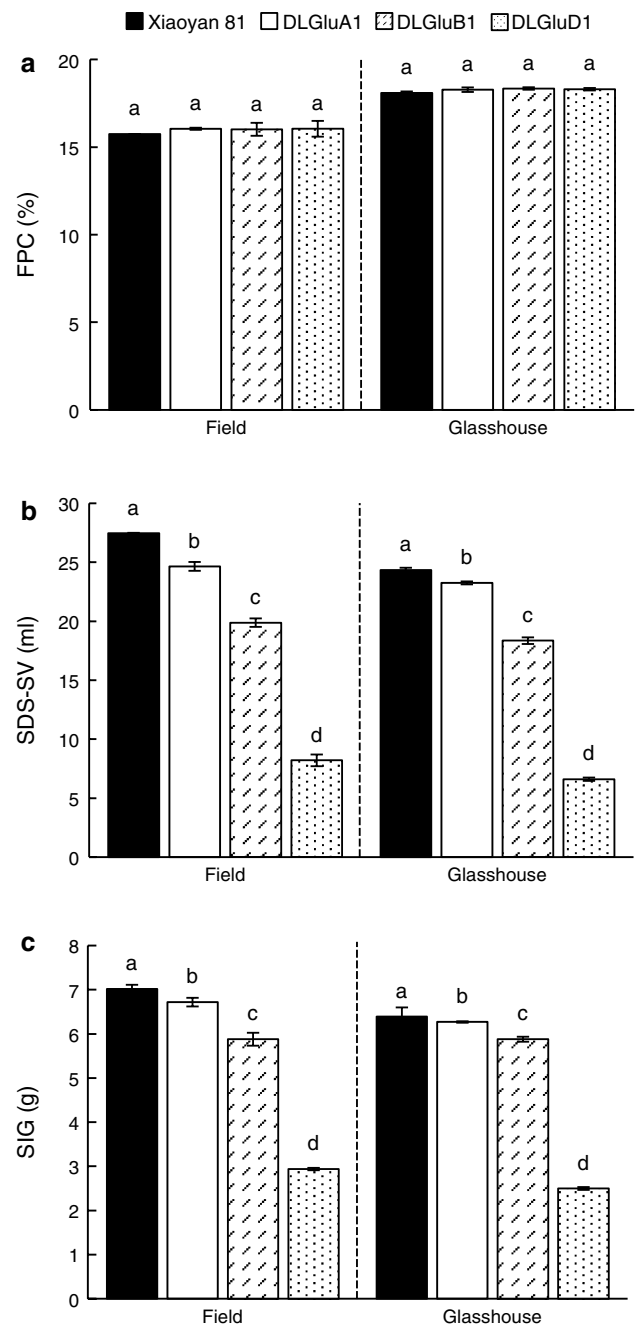 Xiaoyan 81 DLGluA1 DLGluB1 DLGluD1
a
20
15
10
5
0
FPC (%)
a a a a a a a a
Field Glasshouse
b
30
25
20
15
10
5
0
SDS-SV (ml)
a b c d a b c d
Field Glasshouse
c
8
7
6
5
4
3
2
1
0
SIG (g)
a b c d a b c d
Field Glasshouse